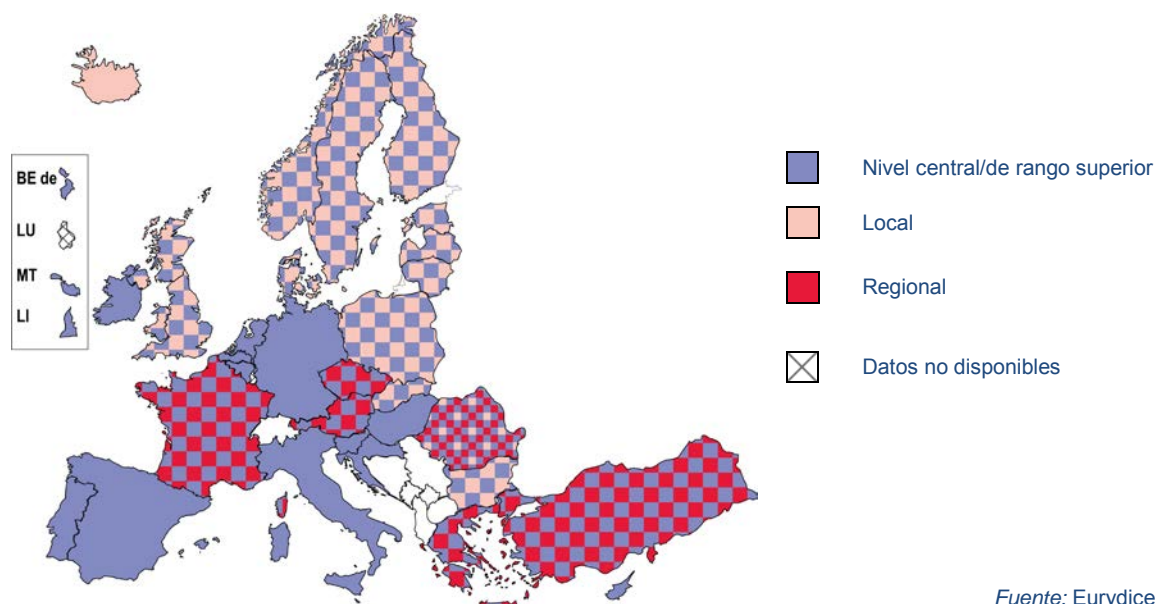 BE de
LU
MT
LI
Nivel central/de rango superior
Local
Regional
Datos no disponibles
Fuente: Eurydice